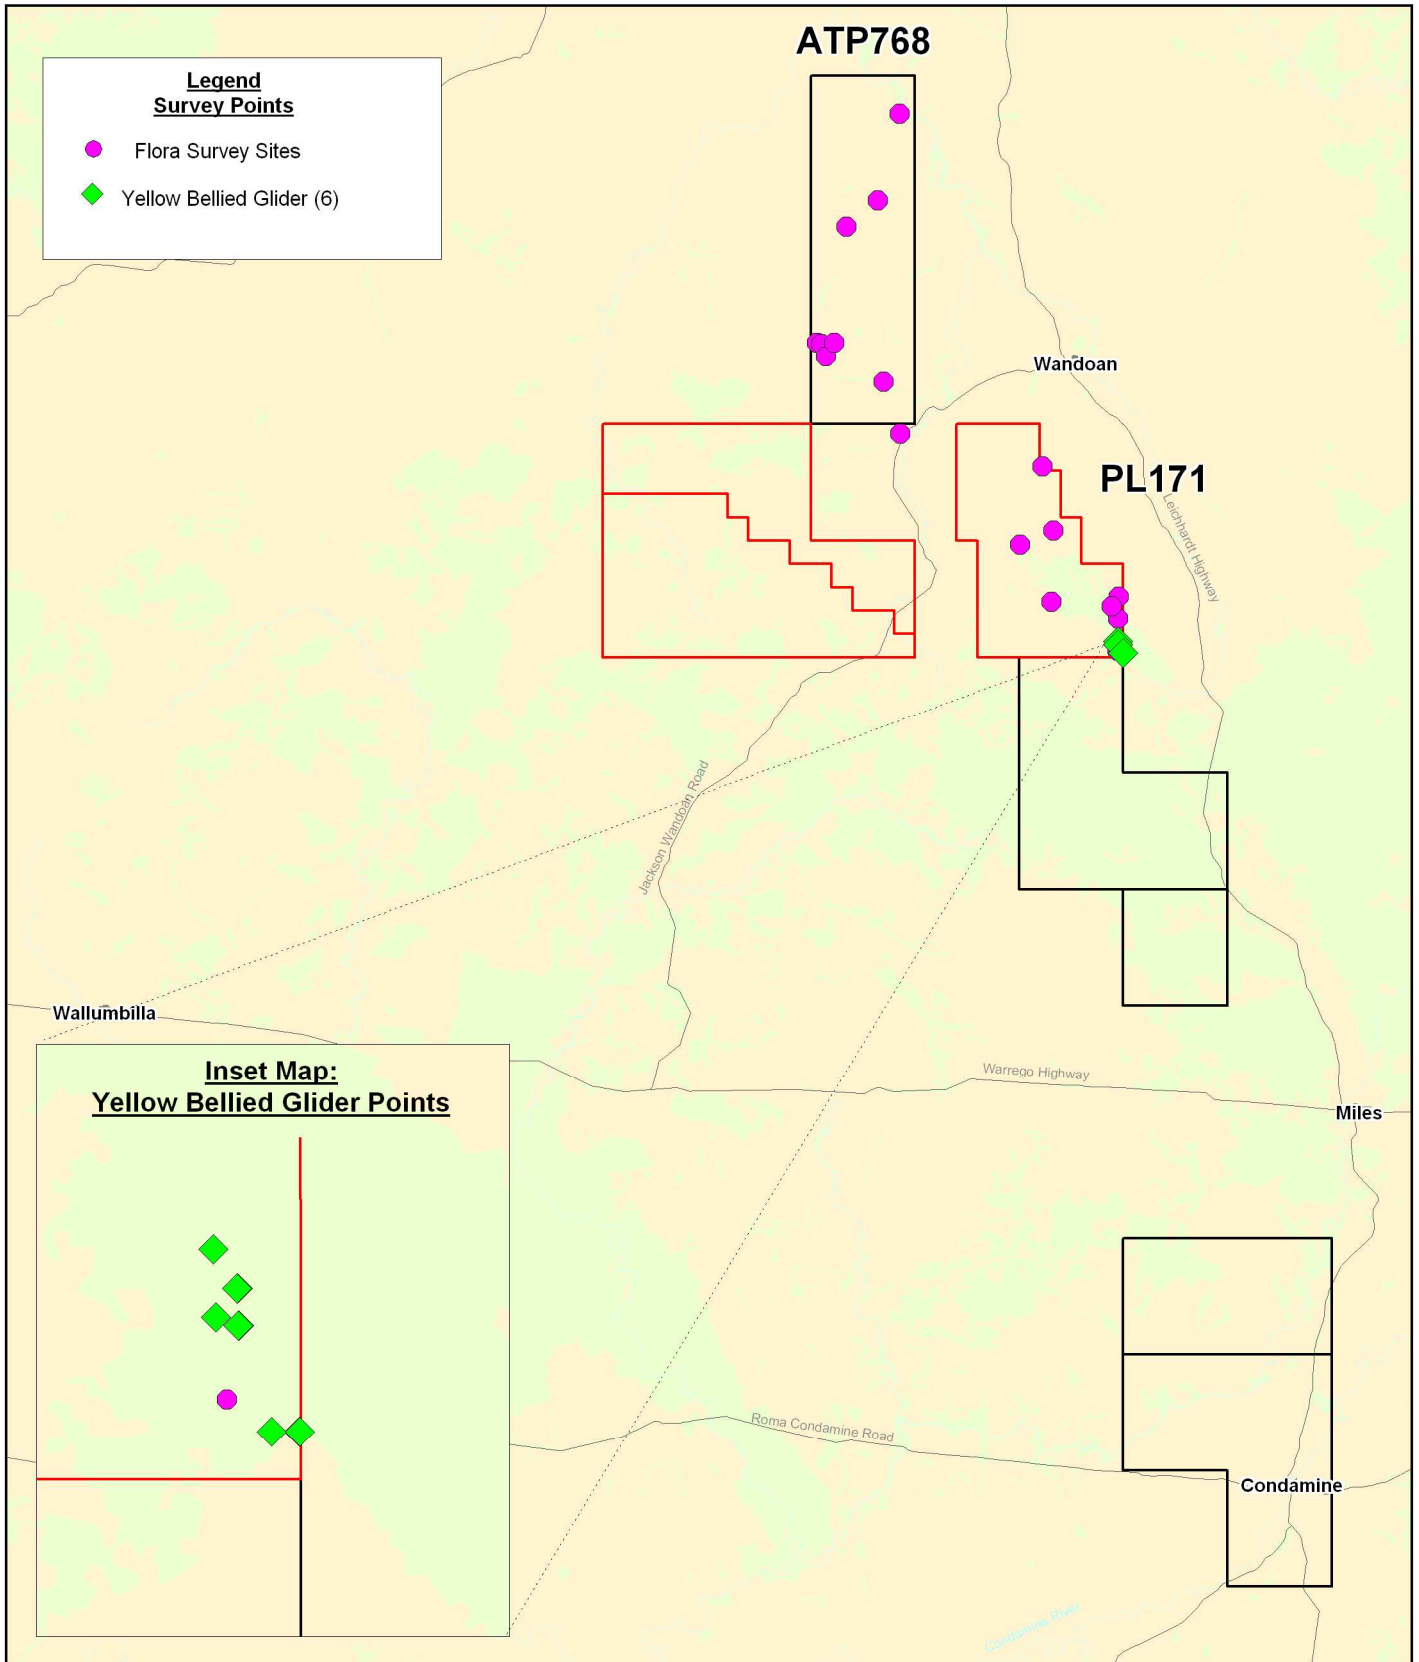 ATP768
Legend
Survey Points
Flora Survey Sites
Yellow Bellied Glider (6)
Wandoan
PL171
Leichhardt Highway
Jackson Wandoan Road
Wallumbilla
Inset Map:
Yellow Bellied Glider Points
Warrego Highway
Miles
Roma Condamine Road
Condamine
Condamine River